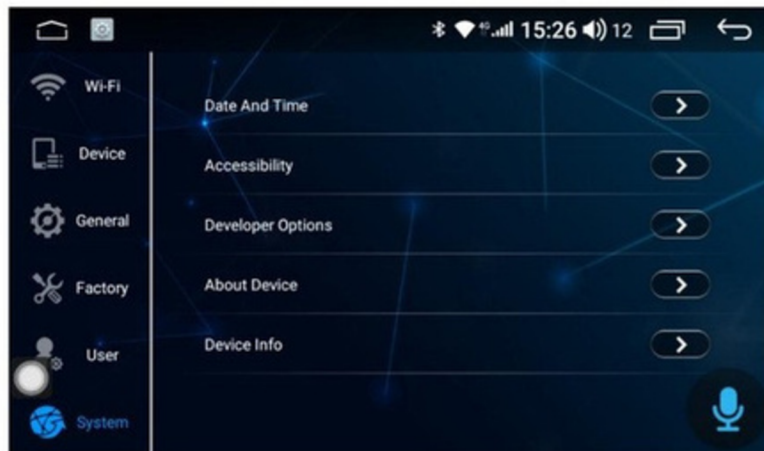 15:26 12
Wi-Fi
Device
General
Factory
User
System
Date And Time
Accessibility
Developer Options
About Device
Device Info